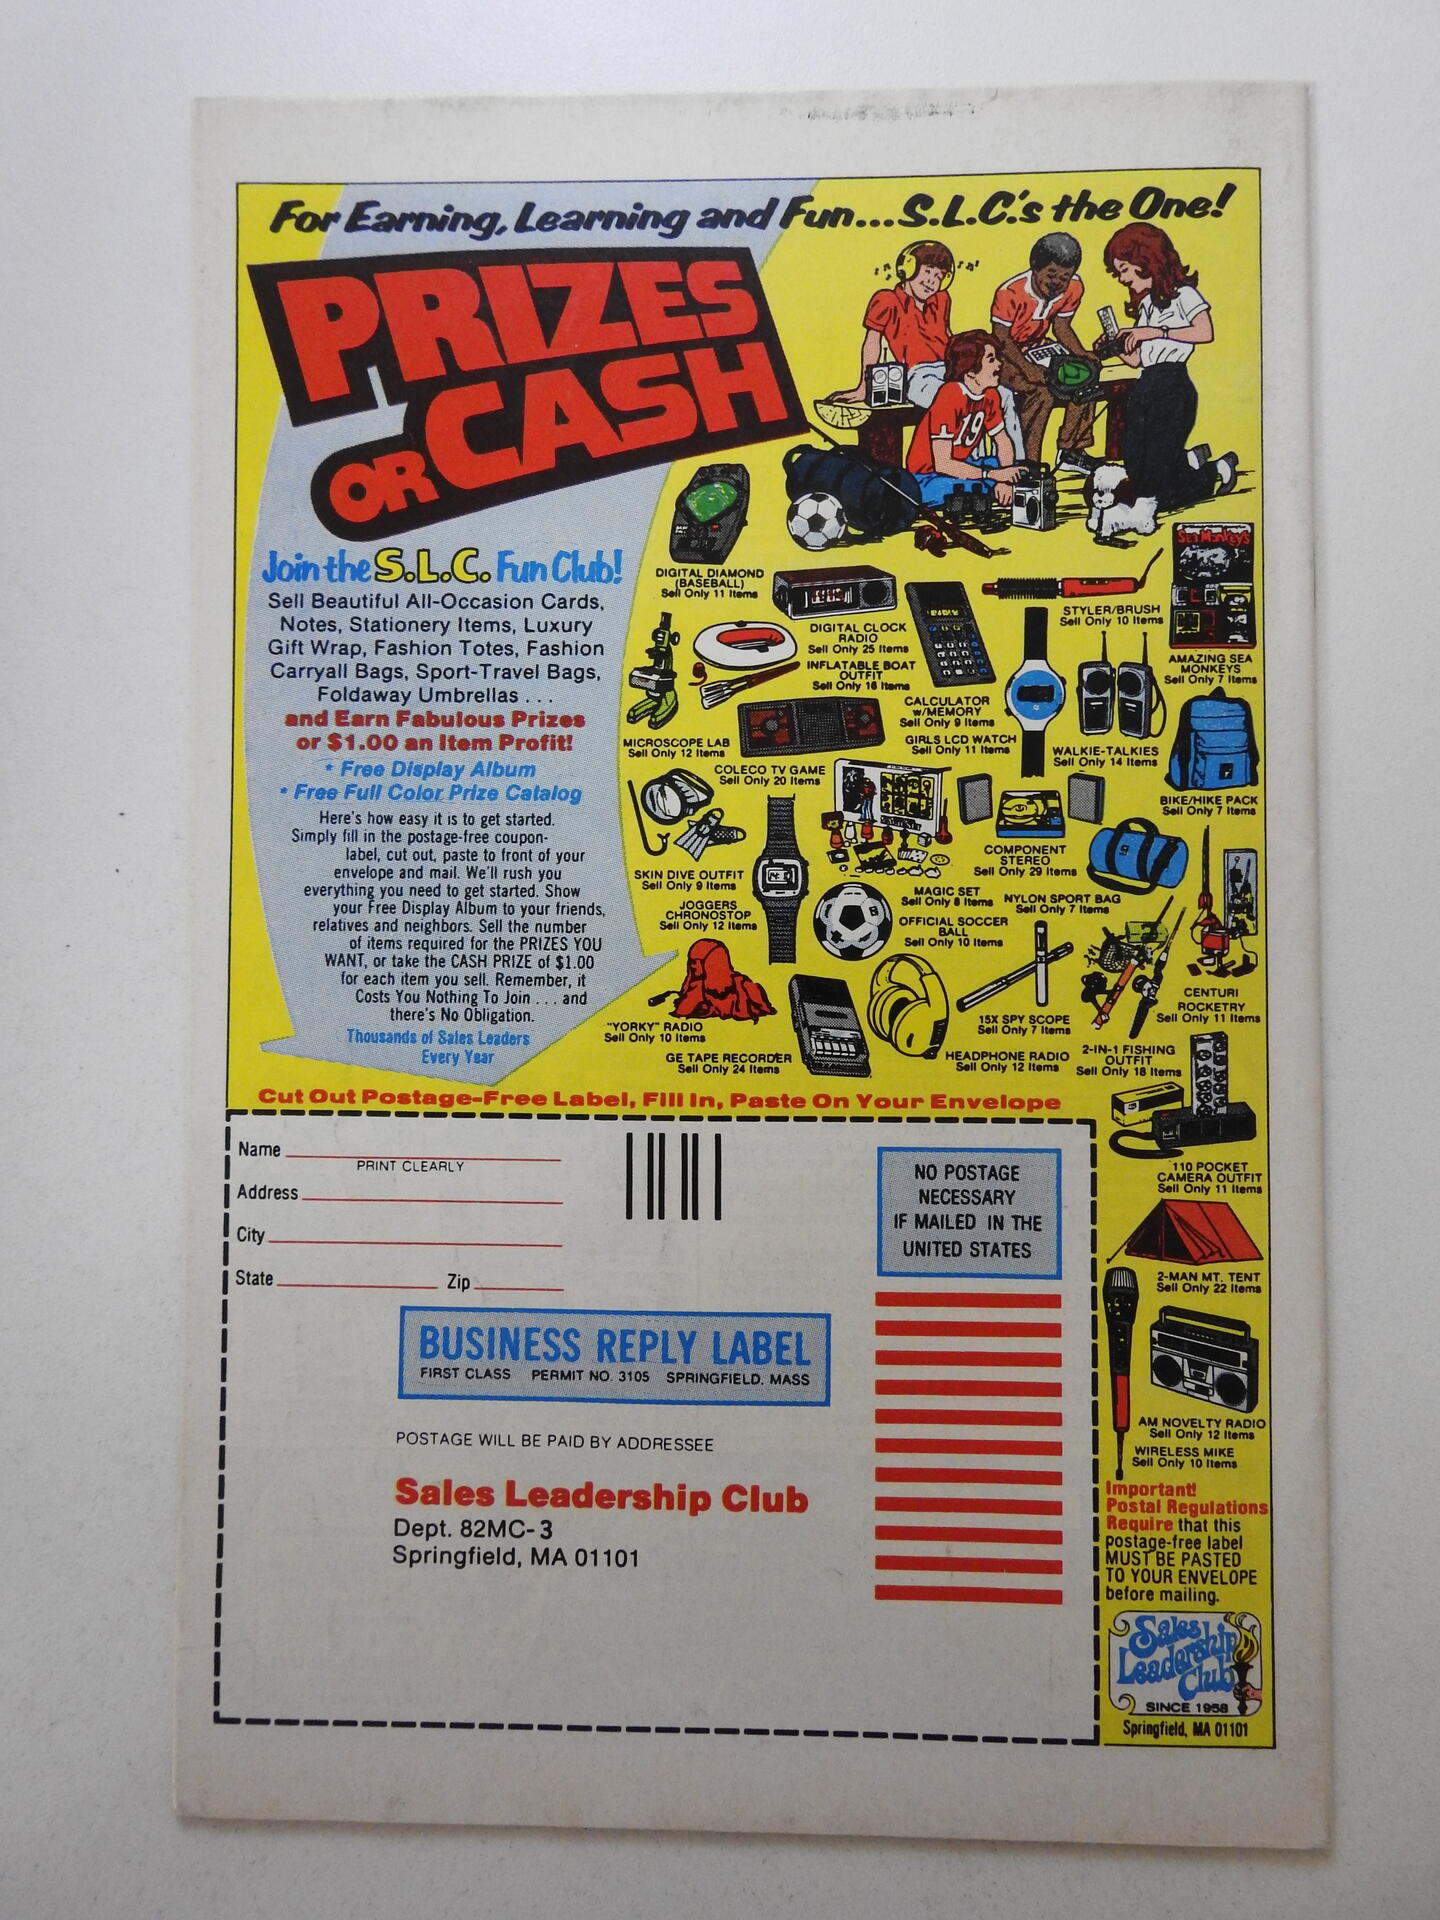 For Earning, Learning and Fun...S.L.C.'s the One!
PRIZES
OR CASH
Join the S.L.C. Fun Club!
Sell Beautiful All-Occasion Cards,
Notes, Stationery Items, Luxury
Gift Wrap, Fashion Totes, Fashion
Carryall Bags, Sport-Travel Bags,
Foldaway Umbrellas . . .
and Earn Fabulous Prizes
or $1.00 an Item Profit!
* Free Display Album
* Free Full Color Prize Catalog
Here's how easy it is to get started.
Simply fill in the postage-free coupon-
label, cut out, paste to front of your
envelope and mail. We'll rush you
everything you need to get started. Show
your Free Display Album to your friends,
relatives and neighbors. Sell the number
of items required for the PRIZES YOU
WANT, or take the CASH PRIZE of $1.00
for each item you sell. Remember, it
Costs You Nothing To Join . . . and
there's No Obligation.
Thousands of Sales Leaders
Every Year
19
DIGITAL DIAMOND
(BASEBALL)
Sell Only 11 Items
DIGITAL CLOCK
RADIO
Sell Only 25 Items
STYLER/BRUSH
Sell Only 10 Items
Sea Monkeys
AMAZING SEA
MONKEYS
Sell Only 7 Items
INFLATABLE BOAT
OUTFIT
Sell Only 16 Items
CALCULATOR
w/MEMORY
Sell Only 9 Items
MICROSCOPE LAB
Sell Only 12 Items
GIRLS LCD WATCH
Sell Only 11 Items
WALKIE-TALKIES
Sell Only 14 Items
COLECO TV GAME
Sell Only 20 Items
BIKE/HIKE PACK
Sell Only 7 Items
COMPONENT
STEREO
Sell Only 29 Items
SKIN DIVE OUTFIT
Sell Only 9 Items
MAGIC SET
Sell Only 8 Items
NYLON SPORT BAG
Sell Only 7 Items
JOGGERS
CHRONOSTOP
Sell Only 12 Items
OFFICIAL SOCCER
BALL
Sell Only 10 Items
CENTURI
ROCKETRY
Sell Only 11 Items
"YORKY" RADIO
Sell Only 10 Items
15X SPY SCOPE
Sell Only 7 Items
GE TAPE RECORDER
Sell Only 24 Items
HEADPHONE RADIO
Sell Only 12 Items
2-IN-1 FISHING
OUTFIT
Sell Only 18 Items
110 POCKET
CAMERA OUTFIT
Sell Only 11 Items
2-MAN MT. TENT
Sell Only 22 Items
AM NOVELTY RADIO
Sell Only 12 Items
WIRELESS MIKE
Sell Only 10 Items
Important!
Postal Regulations
Require that this
postage-free label
MUST BE PASTED
TO YOUR ENVELOPE
before mailing.
Sales
Leadership
Club
SINCE 1958
Springfield, MA 01101
Cut Out Postage-Free Label, Fill In, Paste On Your Envelope
Name
PRINT CLEARLY
Address
City
State Zip
NO POSTAGE
NECESSARY
IF MAILED IN THE
UNITED STATES
BUSINESS REPLY LABEL
FIRST CLASS PERMIT NO. 3105 SPRINGFIELD, MASS
POSTAGE WILL BE PAID BY ADDRESSEE
Sales Leadership Club
Dept. 82MC-3
Springfield, MA 01101